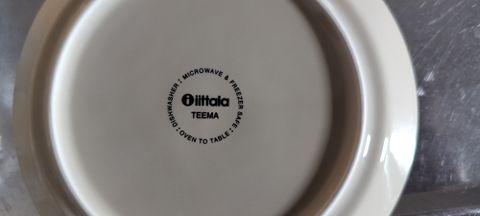 DISHWASHER : MICROWAVE & FREEZER SAFE : OVEN TO TABLE :
iittala
TEEMA